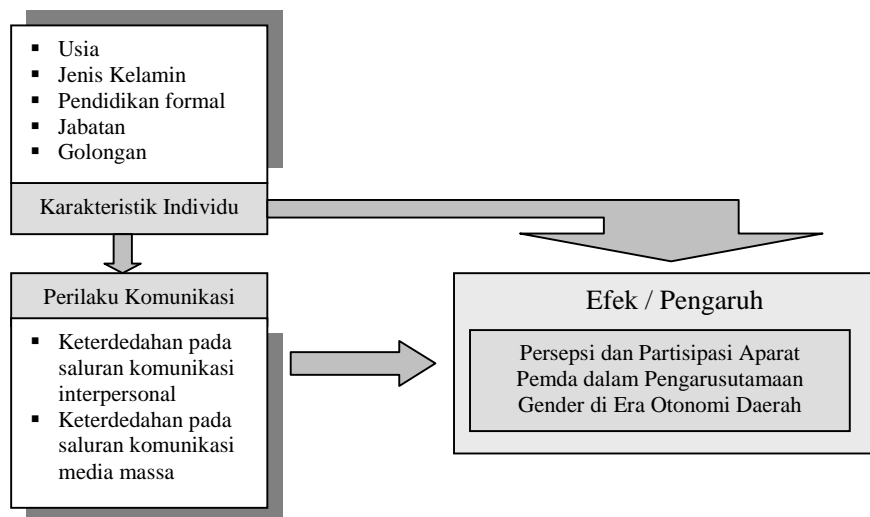 ▪ Usia
▪ Jenis Kelamin
▪ Pendidikan formal
▪ Jabatan
▪ Golongan
Karakteristik Individu
Perilaku Komunikasi
▪ Keterdedahan pada
saluran komunikasi
interpersonal
▪ Keterdedahan pada
saluran komunikasi
media massa
Efek / Pengaruh
Persepsi dan Partisipasi Aparat
Pemda dalam Pengarusutamaan
Gender di Era Otonomi Daerah